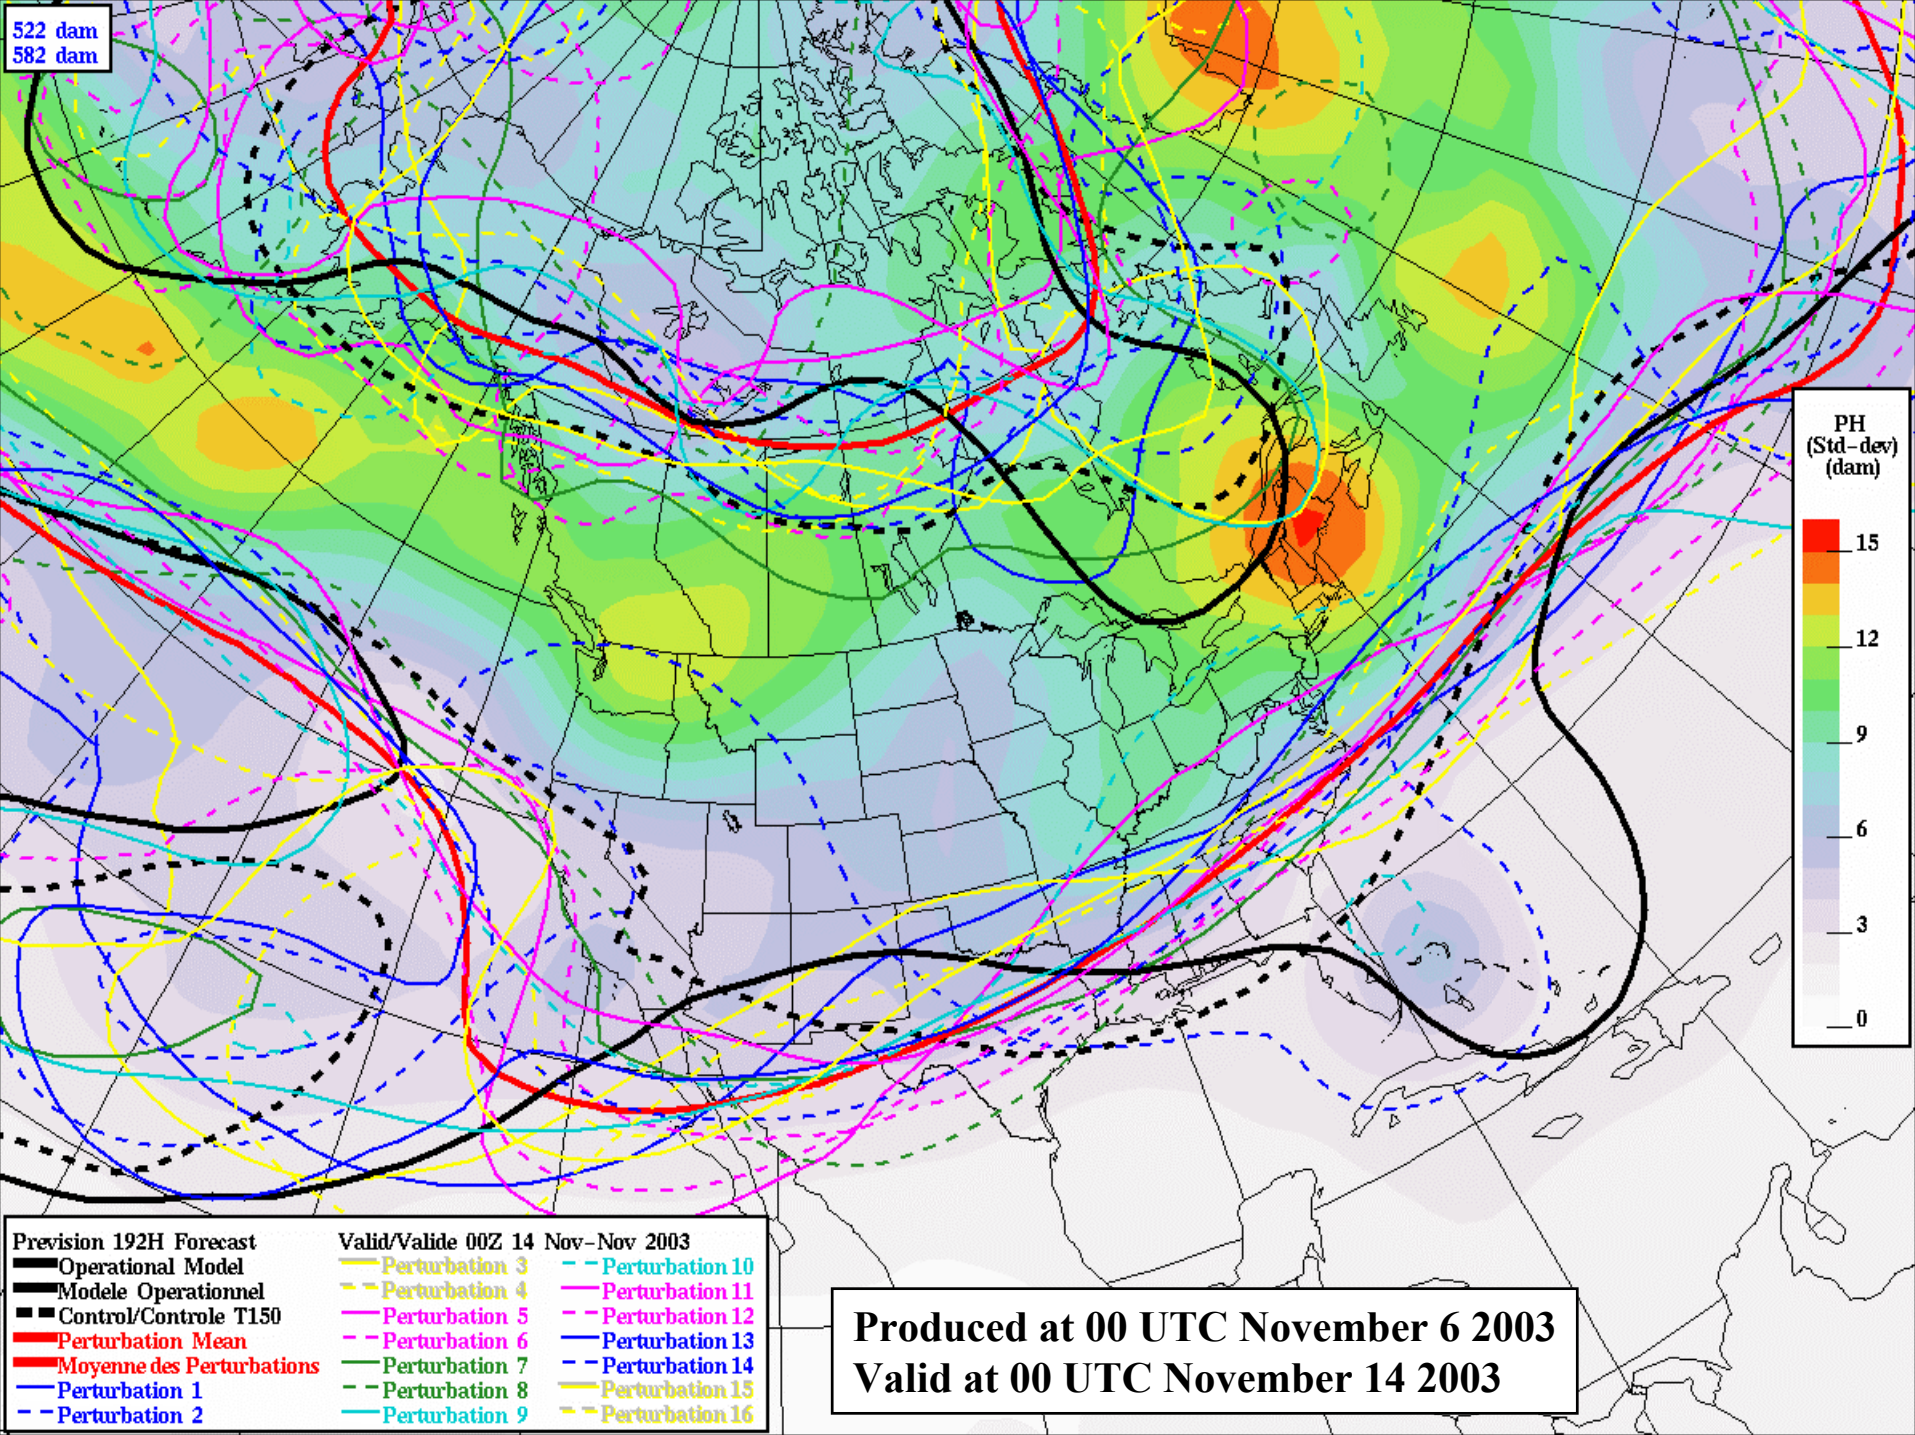 522 dam
582 dam
PH
(Std-dev)
(dam)
15
12
9
6
3
0
Prevision 192H Forecast Valid/Valide 00Z 14 Nov-Nov 2003
Operational Model
Modele Operationnel
Control/Controle T150
Perturbation Mean
Moyenne des Perturbations
Perturbation 1
Perturbation 2
Perturbation 3
Perturbation 4
Perturbation 5
Perturbation 6
Perturbation 7
Perturbation 8
Perturbation 9
Perturbation 10
Perturbation 11
Perturbation 12
Perturbation 13
Perturbation 14
Perturbation 15
Perturbation 16
Produced at 00 UTC November 6 2003
Valid at 00 UTC November 14 2003